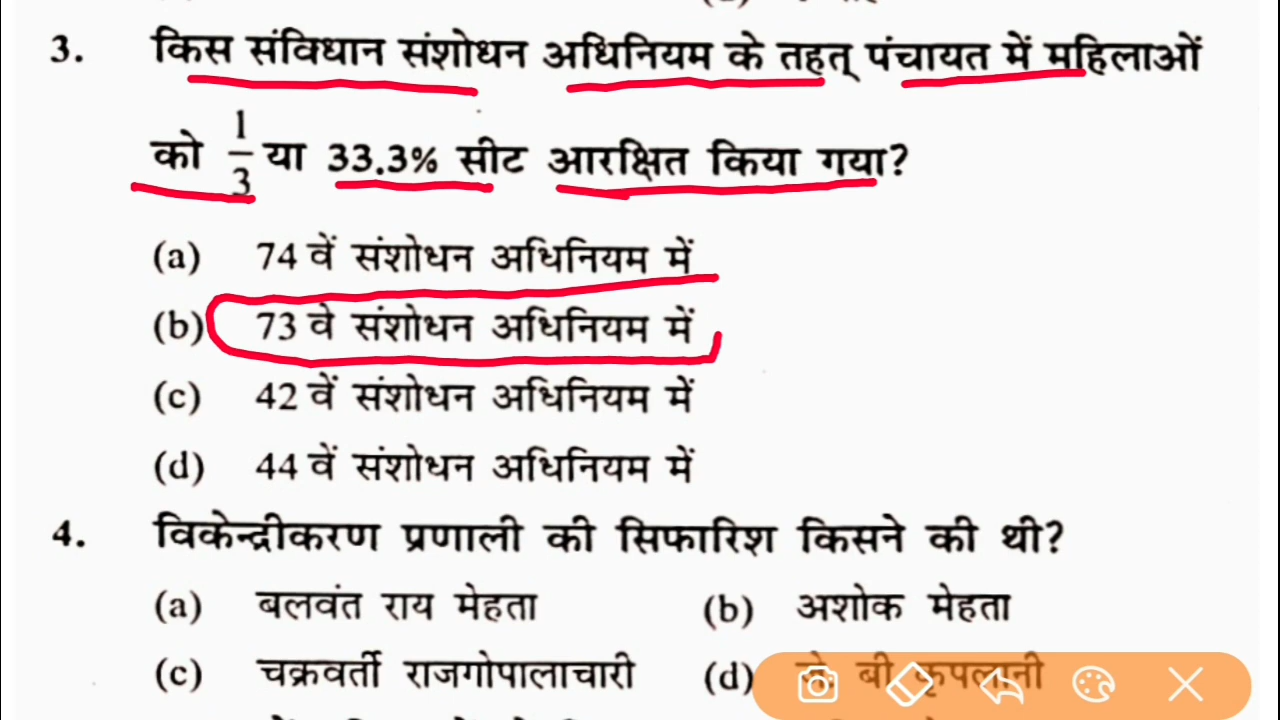 3. किस संविधान संशोधन अधिनियम के तहत् पंचायत में महिलाओं
को 1/3 या 33.3% सीट आरक्षित किया गया?
(a) 74 वें संशोधन अधिनियम में
(b) 73 वे संशोधन अधिनियम में
(c) 42 वें संशोधन अधिनियम में
(d) 44 वें संशोधन अधिनियम में
4. विकेन्द्रीकरण प्रणाली की सिफारिश किसने की थी?
(a) बलवंत राय मेहता (b) अशोक मेहता
(c) चक्रवर्ती राजगोपालाचारी (d) जे. बी कृपलानी